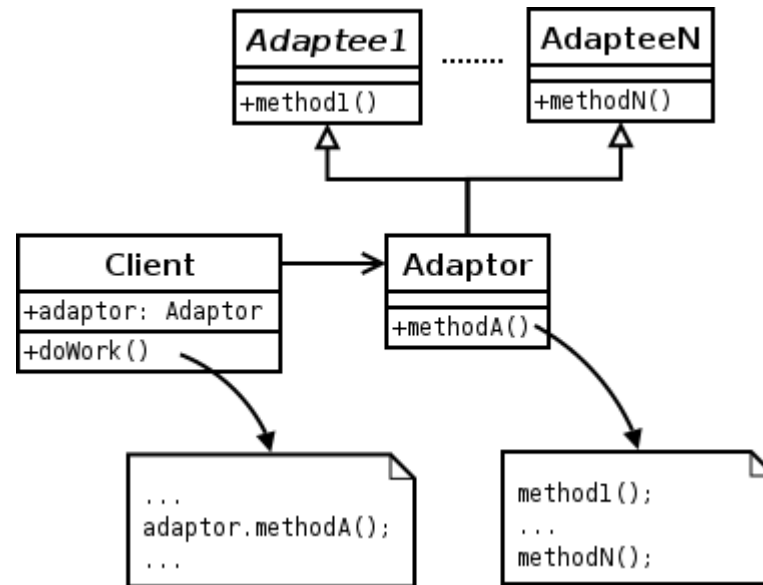 Adaptee1
+method1()
........
AdapteeN
+methodN()
Client
+adaptor: Adaptor
+doWork()
Adaptor
+methodA()
...
adaptor.methodA();
...
method1();
...
methodN();